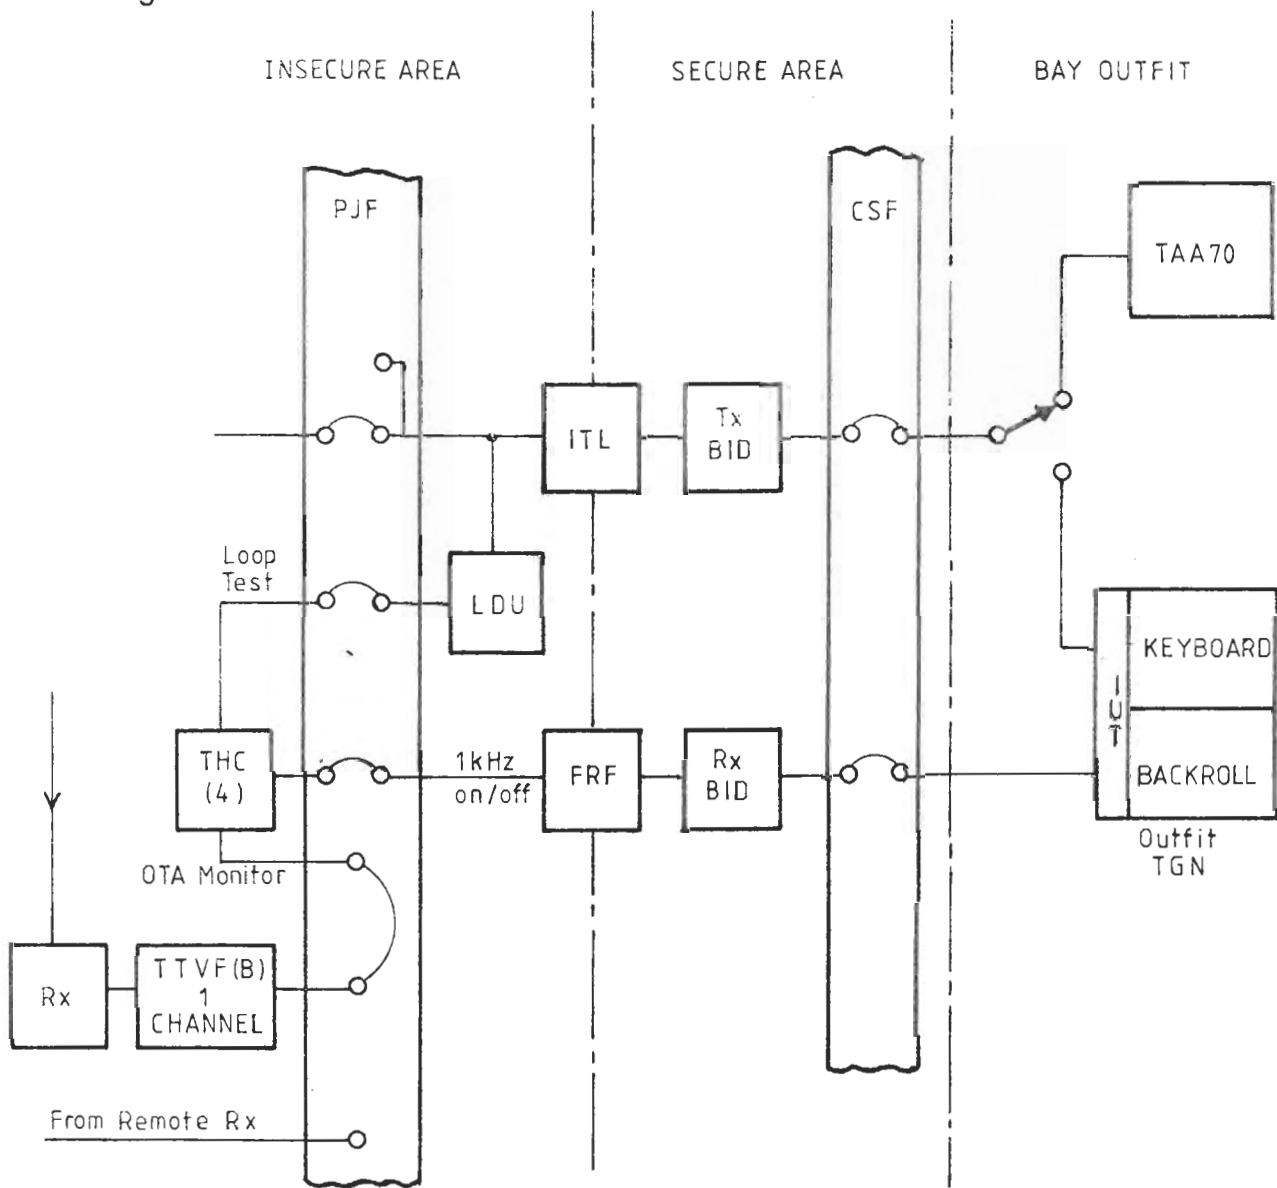 INSECURE AREA
SECURE AREA
BAY OUTFIT
PJF
CSF
TAA70
ITL
Tx
BID
Loop
Test
LDU
KEYBOARD
IUT
BACKROLL
THC
(4)
1kHz
on/off
FRF
Rx
BID
Outfit
TGN
OTA Monitor
Rx
TTVF(B)
1
CHANNEL
From Remote Rx